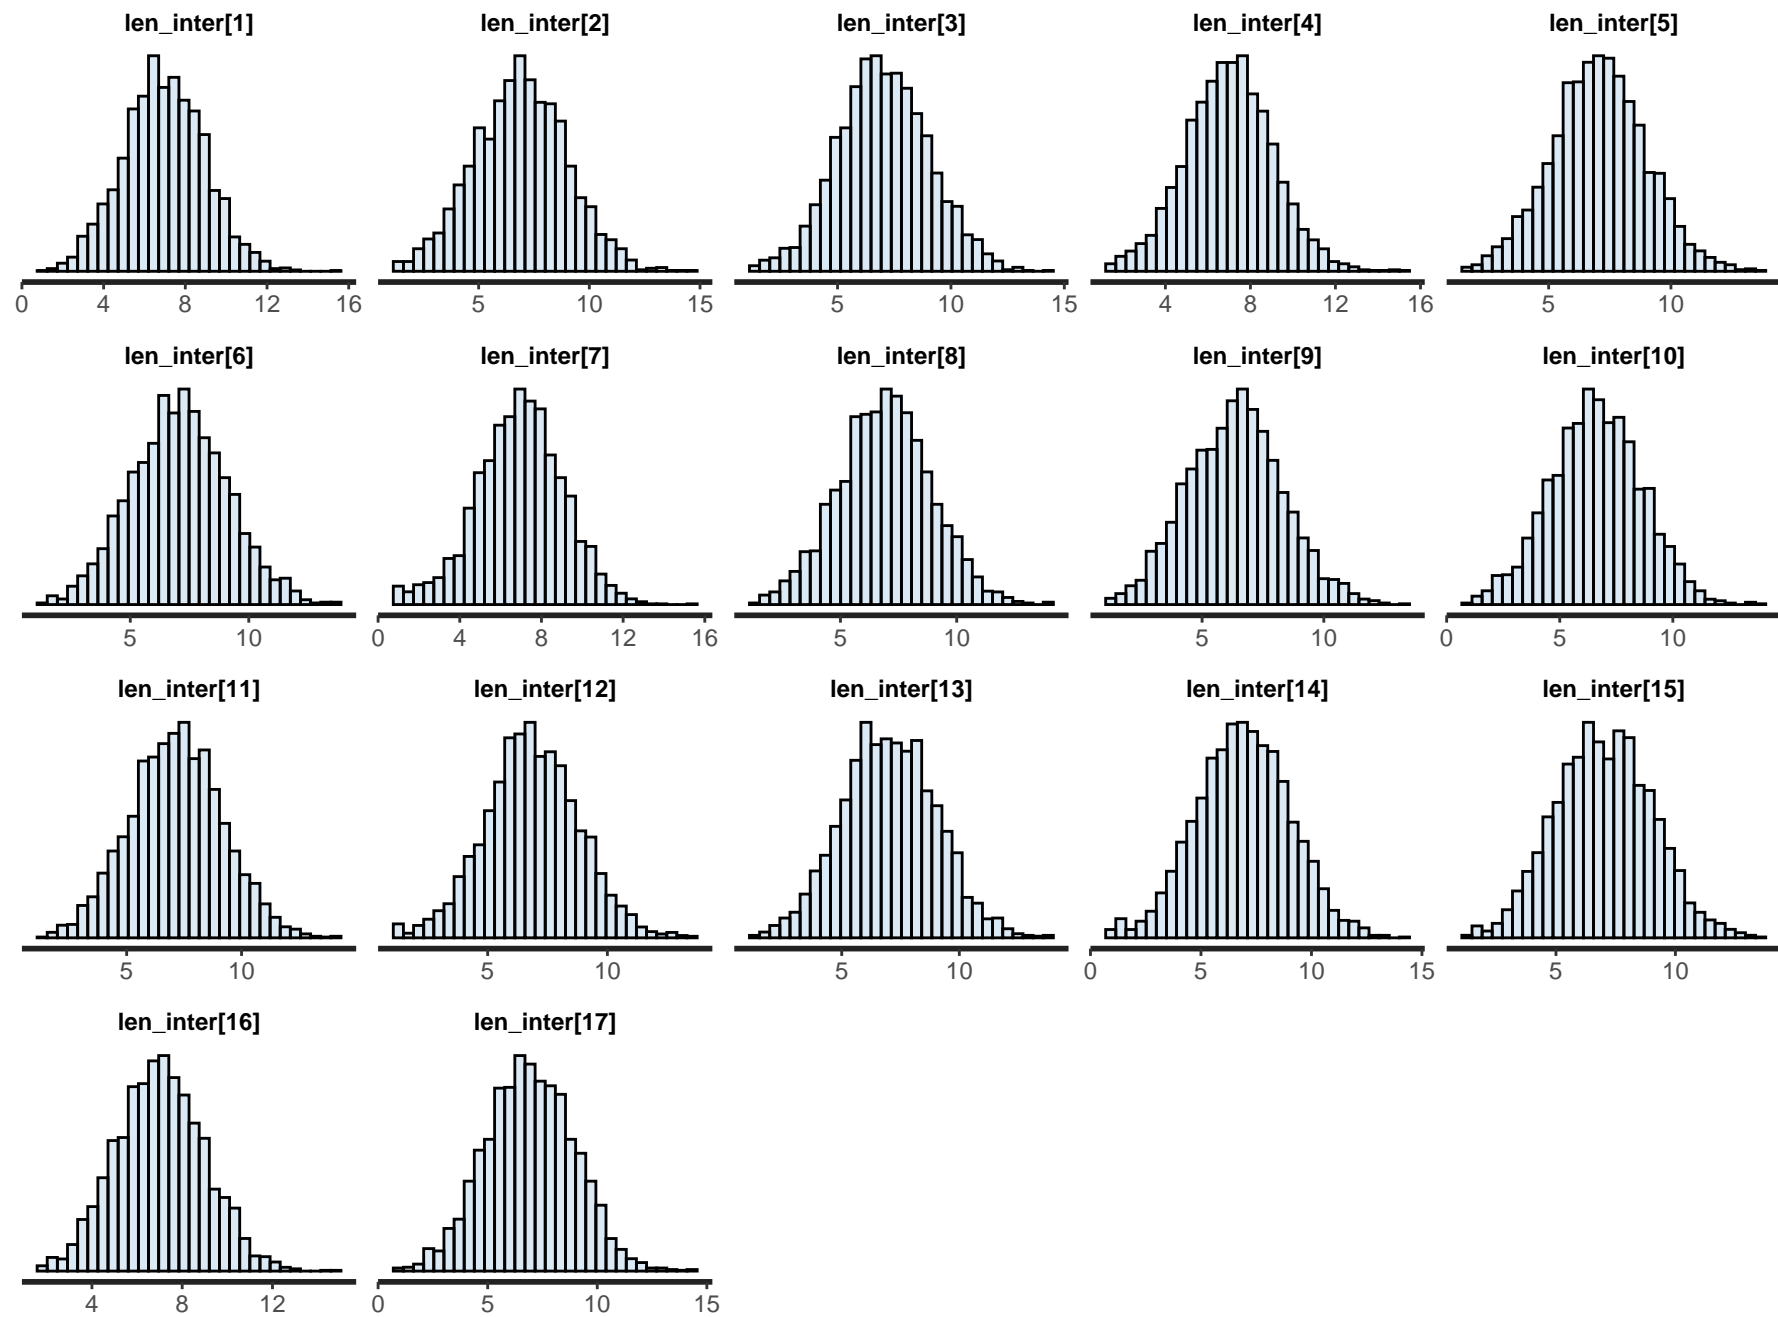 len_inter[1] len_inter[2] len_inter[3] len_inter[4] len_inter[5]
0 4 8 12 16 5 10 15 5 10 15 4 8 12 16 5 10
len_inter[6] len_inter[7] len_inter[8] len_inter[9] len_inter[10]
5 10 0 4 8 12 16 5 10 5 10 0 5 10
len_inter[11] len_inter[12] len_inter[13] len_inter[14] len_inter[15]
5 10 5 10 5 10 0 5 10 15 5 10
len_inter[16] len_inter[17]
4 8 12 0 5 10 15